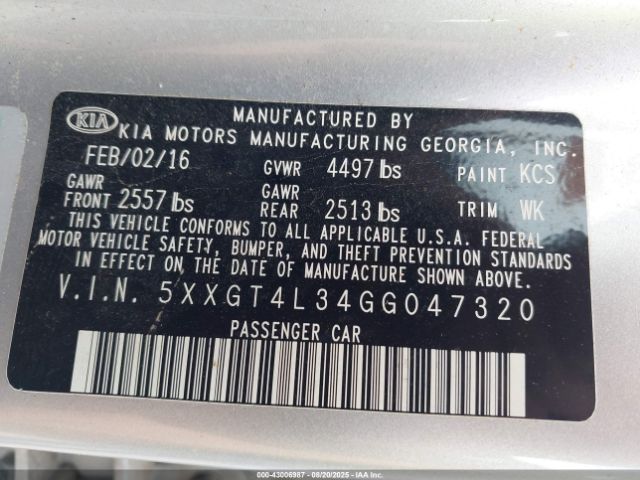 MANUFACTURED BY
KIA KIA MOTORS MANUFACTURING GEORGIA, INC.
FEB/02/16 GVWR 4497 lbs PAINT KCS
GAWR FRONT 2557 lbs GAWR REAR 2513 lbs TRIM WK
THIS VEHICLE CONFORMS TO ALL APPLICABLE U.S.A. FEDERAL
MOTOR VEHICLE SAFETY, BUMPER, AND THEFT PREVENTION STANDARDS
IN EFFECT ON THE DATE OF MANUFACTURE SHOWN ABOVE.
V.I.N. 5XXGT4L34GG047320
PASSENGER CAR
000-43006987 - 08/20/2025 - IAAI.com